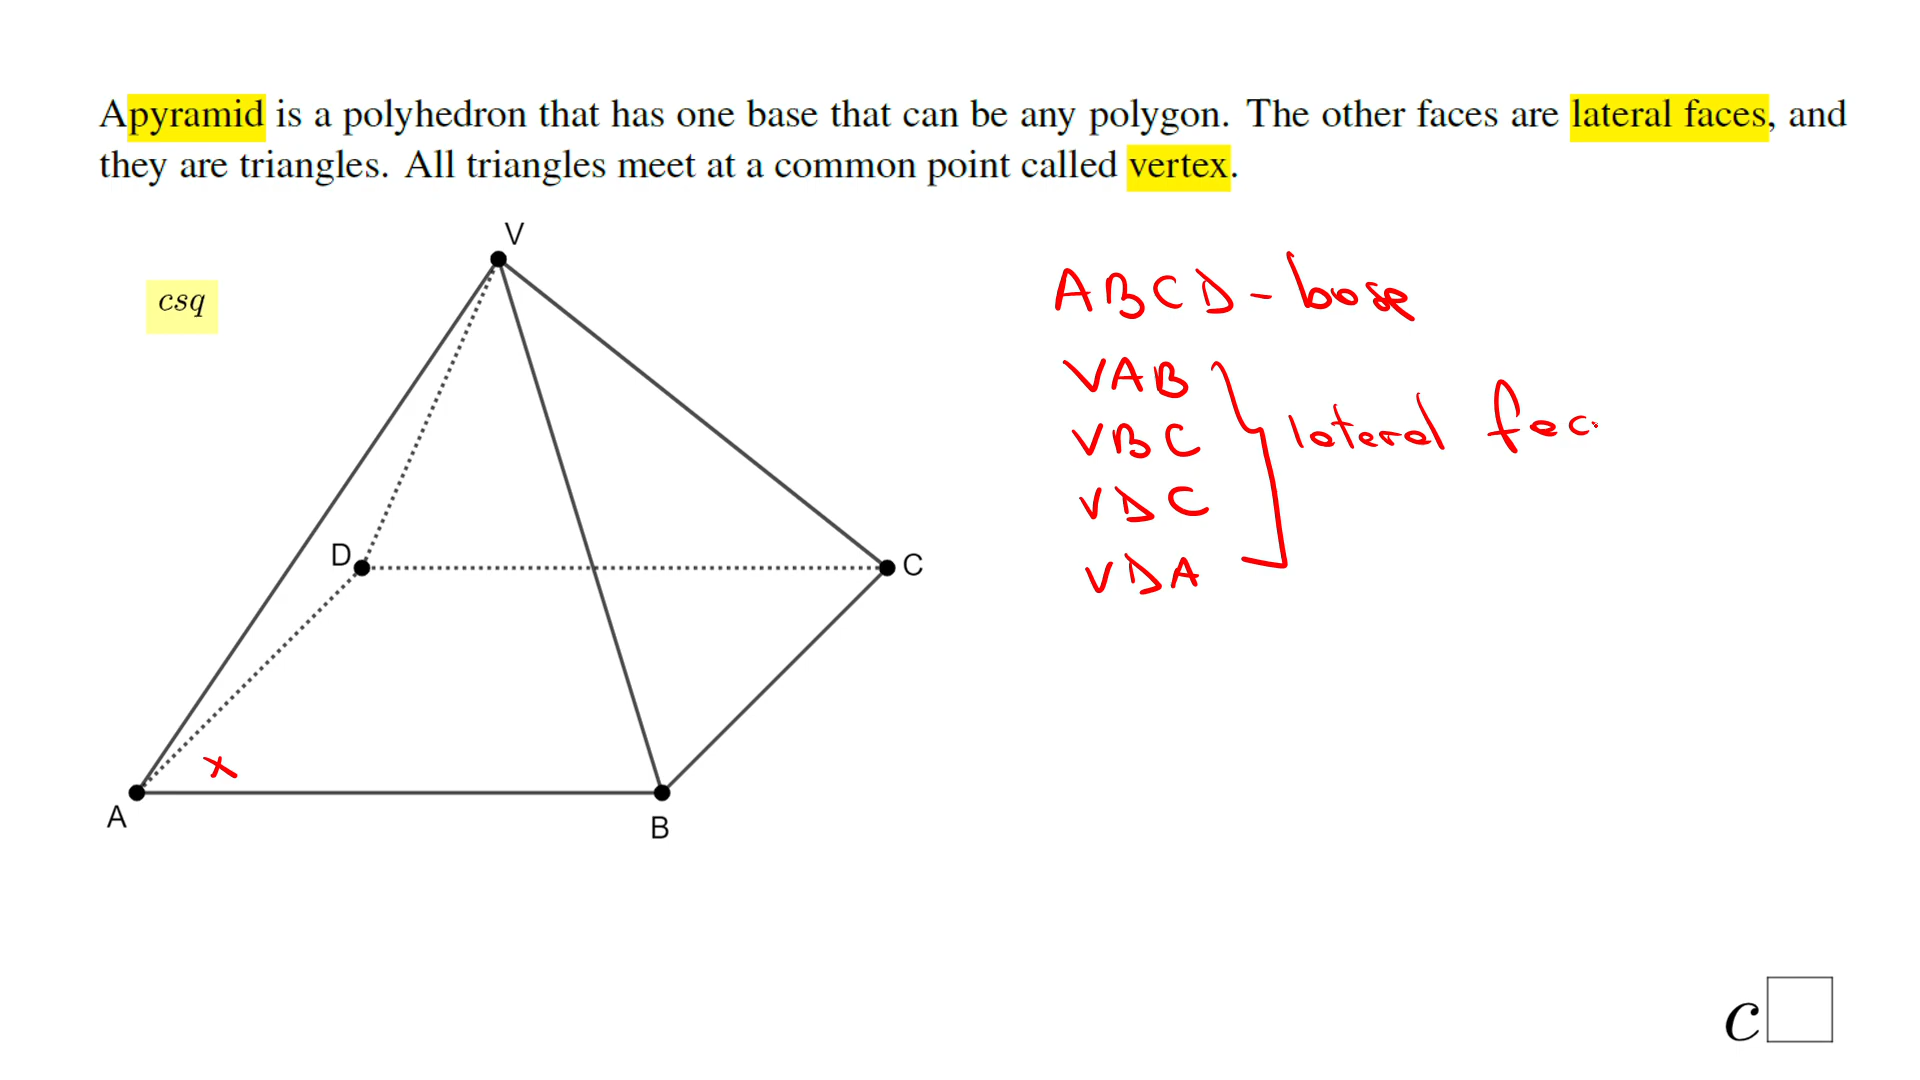 Apyramid is a polyhedron that has one base that can be any polygon. The other faces are lateral faces, and
they are triangles. All triangles meet at a common point called vertex.
V
csq
ABCD - base
VAB
VBC
lateral fac
VDC
VDA
D
C
x
A
B
c